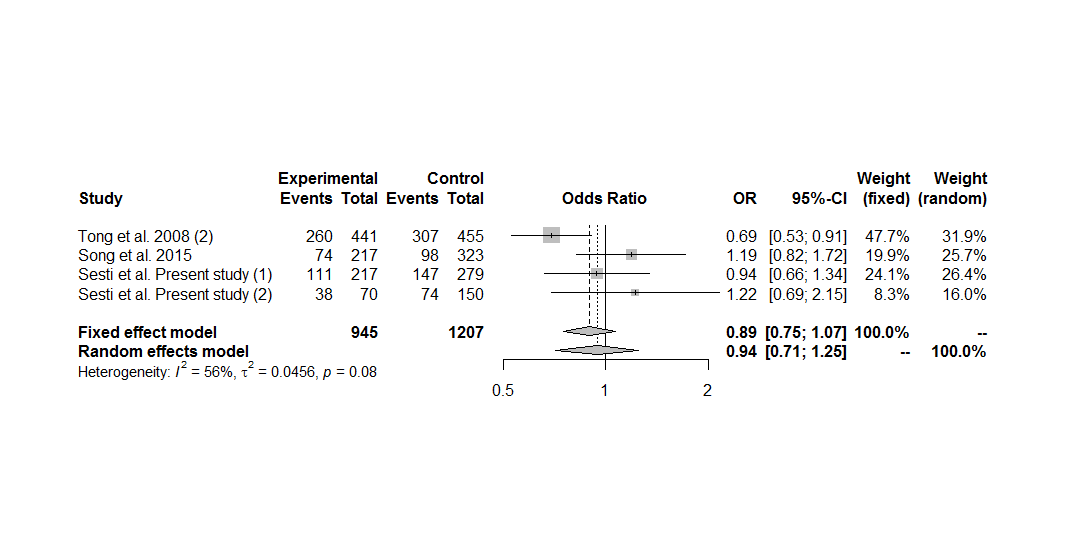 Experimental Control Weight Weight
Study Events Total Events Total Odds Ratio OR 95%-CI (fixed) (random)
Tong et al. 2008 (2) 260 441 307 455 0.69 [0.53; 0.91] 47.7% 31.9%
Song et al. 2015 74 217 98 323 1.19 [0.82; 1.72] 19.9% 25.7%
Sesti et al. Present study (1) 111 217 147 279 0.94 [0.66; 1.34] 24.1% 26.4%
Sesti et al. Present study (2) 38 70 74 150 1.22 [0.69; 2.15] 8.3% 16.0%
Fixed effect model 945 1207 0.89 [0.75; 1.07] 100.0% --
Random effects model 0.94 [0.71; 1.25] -- 100.0%
Heterogeneity: I² = 56%, τ² = 0.0456, p = 0.08
0.5 1 2